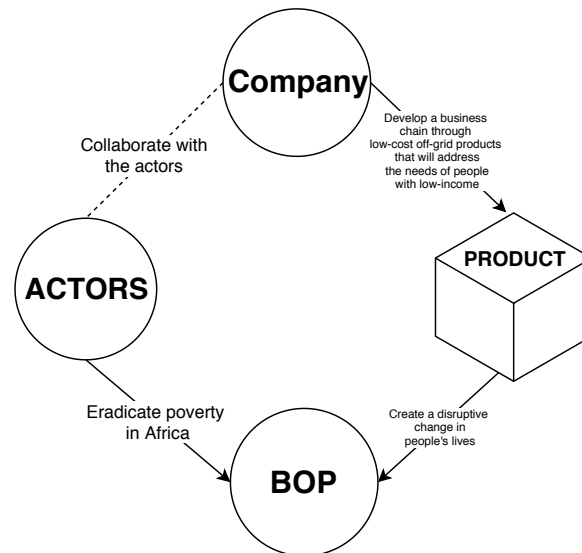 Company
Collaborate with
the actors
Develop a business
chain through
low-cost off-grid products
that will address
the needs of people
with low-income
ACTORS
PRODUCT
Eradicate poverty
in Africa
Create a disruptive
change in
people's lives
BOP